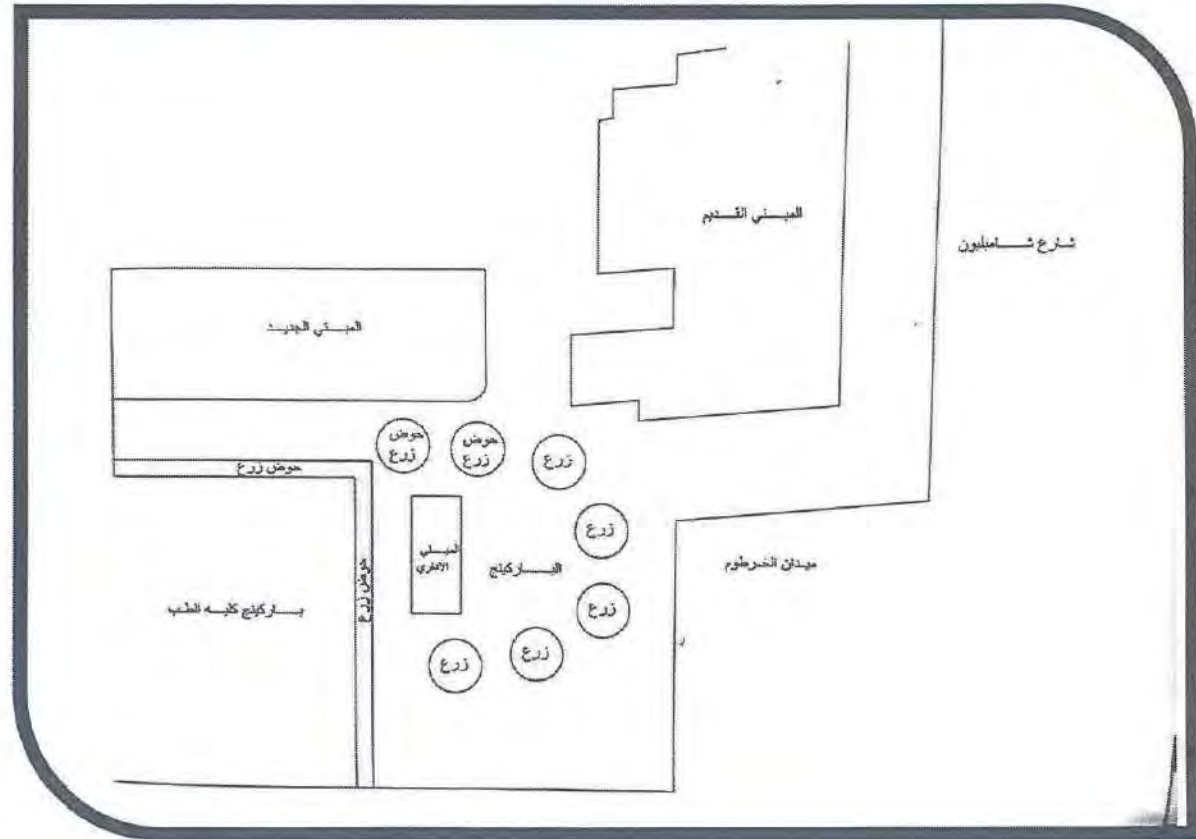 المبنى القديم
شارع شامبليون
المبنى الجديد
حوض
زرع
حوض
زرع
زرع
حوض زرع
زرع
المبنى
الاداري
الباركينج
ميدان الخرطوم
حوض زرع
باركينج كليه الطب
زرع
زرع
زرع